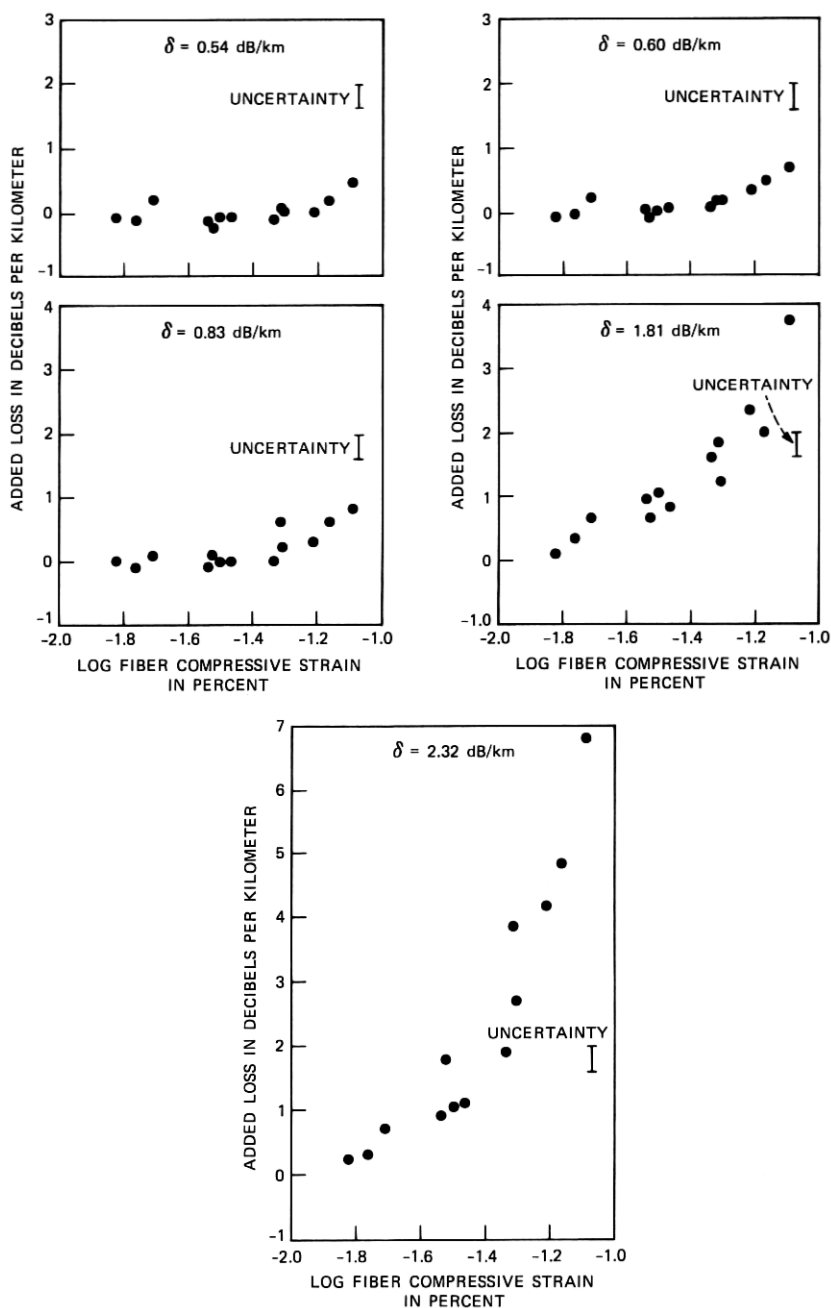 3
2
1
0
-1
δ = 0.54 dB/km
UNCERTAINTY
δ = 0.60 dB/km
UNCERTAINTY
3
2
1
0
-1
ADDED LOSS IN DECIBELS PER KILOMETER
4
3
2
1
0
-1
δ = 0.83 dB/km
UNCERTAINTY
-2.0 -1.8 -1.6 -1.4 -1.2 -1.0
LOG FIBER COMPRESSIVE STRAIN
IN PERCENT
ADDED LOSS IN DECIBELS PER KILOMETER
4
3
2
1
0
-1.0
δ = 1.81 dB/km
UNCERTAINTY
-2.0 -1.8 -1.6 -1.4 -1.2 -1.0
LOG FIBER COMPRESSIVE STRAIN
IN PERCENT
ADDED LOSS IN DECIBELS PER KILOMETER
7
6
5
4
3
2
1
0
-1
δ = 2.32 dB/km
UNCERTAINTY
-2.0 -1.8 -1.6 -1.4 -1.2 -1.0
LOG FIBER COMPRESSIVE STRAIN
IN PERCENT